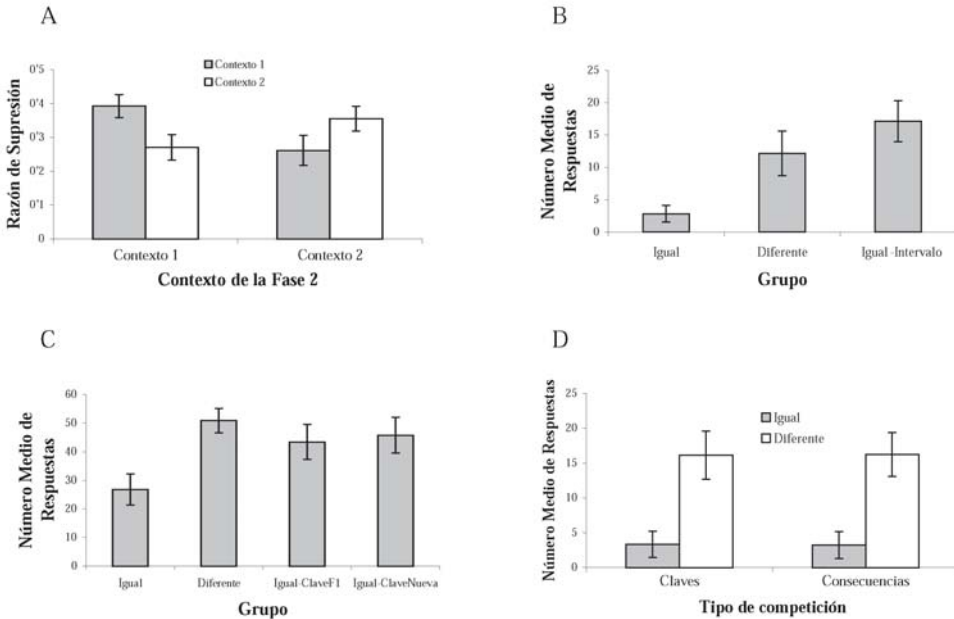 A
Razón de Supresión
0'5
0'4
0'3
0'2
0'1
0
Contexto 1
Contexto 2
Contexto 1
Contexto 2
Contexto de la Fase 2
B
Número Medio de
Respuestas
25
20
15
10
5
0
Igual
Diferente
Igual -Intervalo
Grupo
C
Número Medio de
Respuestas
60
50
40
30
20
10
0
Igual
Diferente
Igual-ClaveF1
Igual-ClaveNueva
Grupo
D
Número Medio de Respuestas
25
20
15
10
5
0
Igual
Diferente
Claves
Consecuencias
Tipo de competición